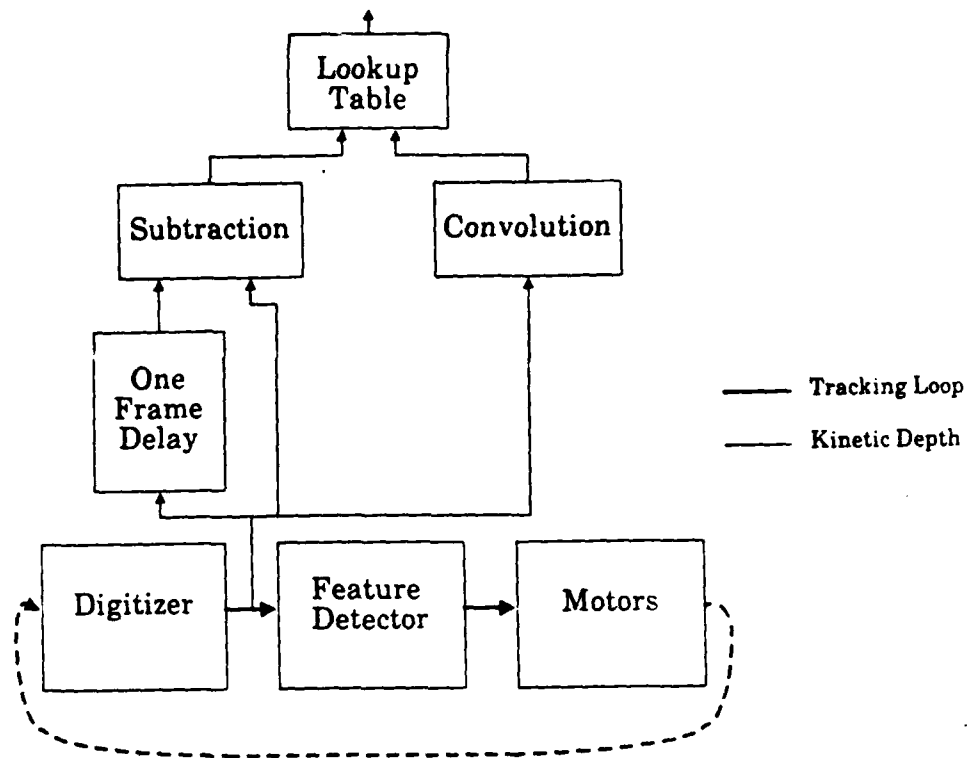 Lookup
Table
Subtraction
Convolution
One
Frame
Delay
Tracking Loop
Kinetic Depth
Digitizer
Feature
Detector
Motors